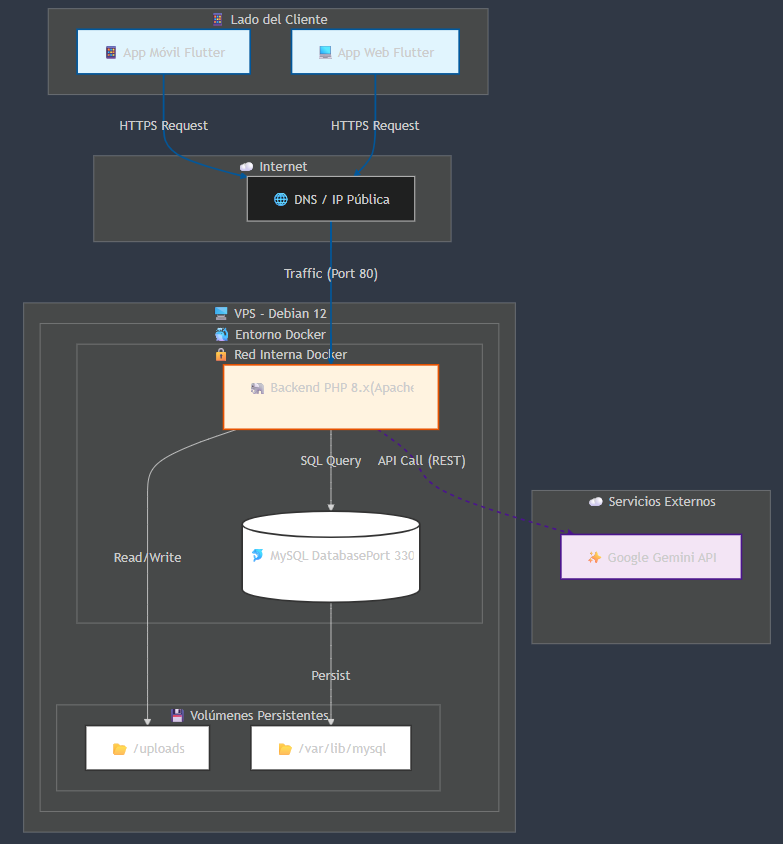 Lado del Cliente
App Móvil Flutter
App Web Flutter
HTTPS Request
HTTPS Request
Internet
DNS / IP Pública
Traffic (Port 80)
VPS - Debian 12
Entorno Docker
Red Interna Docker
Backend PHP 8.x(Apache
SQL Query
API Call (REST)
Servicios Externos
Read/Write
MySQL DatabasePort 330
Google Gemini API
Persist
Volúmenes Persistentes
/uploads
/var/lib/mysql